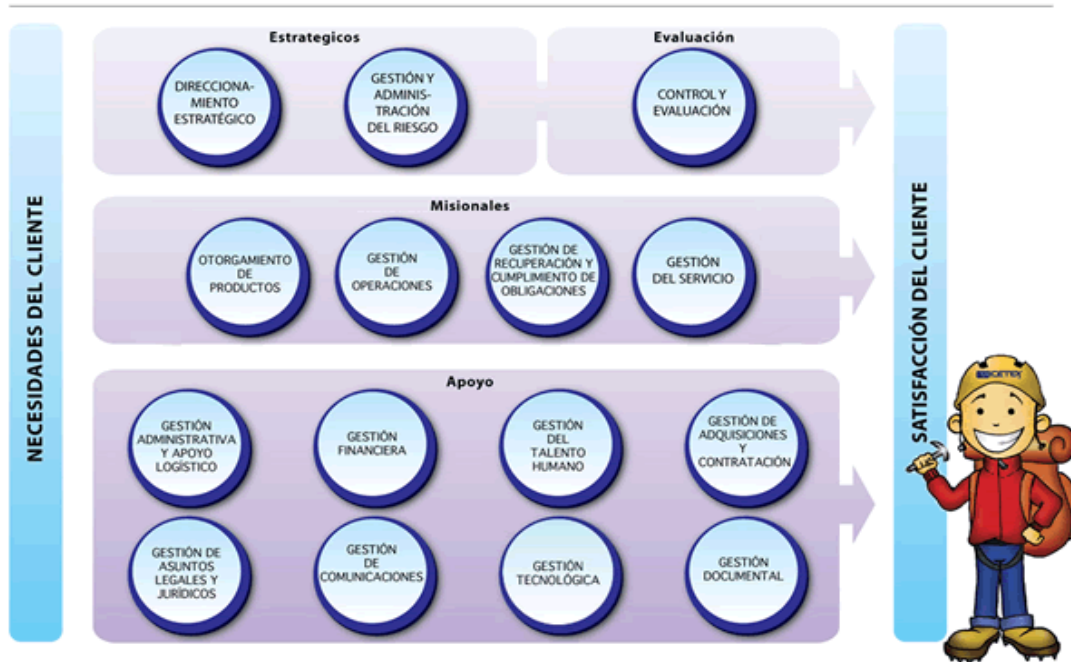 Estrategicos
DIRECCIONA-
MIENTO
ESTRATÉGICO
GESTIÓN Y
ADMINIS-
TRACIÓN
DEL RIESGO
Evaluación
CONTROL Y
EVALUACIÓN
NECESIDADES DEL CLIENTE
Misionales
OTORGAMIENTO
DE
PRODUCTOS
GESTIÓN
DE
OPERACIONES
GESTIÓN DE
RECUPERACIÓN Y
CUMPLIMIENTO DE
OBLIGACIONES
GESTIÓN
DEL SERVICIO
Apoyo
GESTIÓN
ADMINISTRATIVA
Y APOYO
LOGÍSTICO
GESTIÓN
FINANCIERA
GESTIÓN
DEL
TALENTO
HUMANO
GESTIÓN DE
ADQUISICIONES
Y
CONTRATACIÓN
GESTIÓN DE
ASUNTOS
LEGALES Y
JURÍDICOS
GESTIÓN
DE
COMUNICACIONES
GESTIÓN
TECNOLÓGICA
GESTIÓN
DOCUMENTAL
SATISFACCIÓN DEL CLIENTE